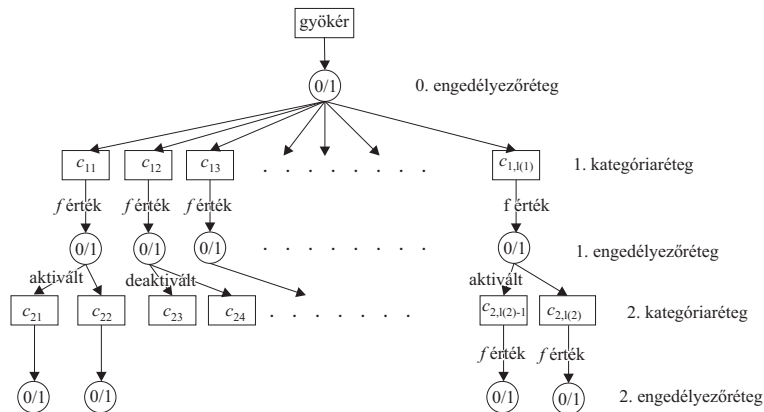 gyökér
0/1
0. engedélyezőréteg
c11 c12 c13 . . . . . . . . c1,l(1) 1. kategóriaréteg
f érték f érték f érték f érték
0/1 0/1 0/1 . . . . . . . . 0/1 1. engedélyezőréteg
aktivált deaktivált aktivált
c21 c22 c23 c24 . . . . . . . c2,l(2)-1 c2,l(2) 2. kategóriaréteg
f érték f érték
0/1 0/1 0/1 0/1 2. engedélyezőréteg